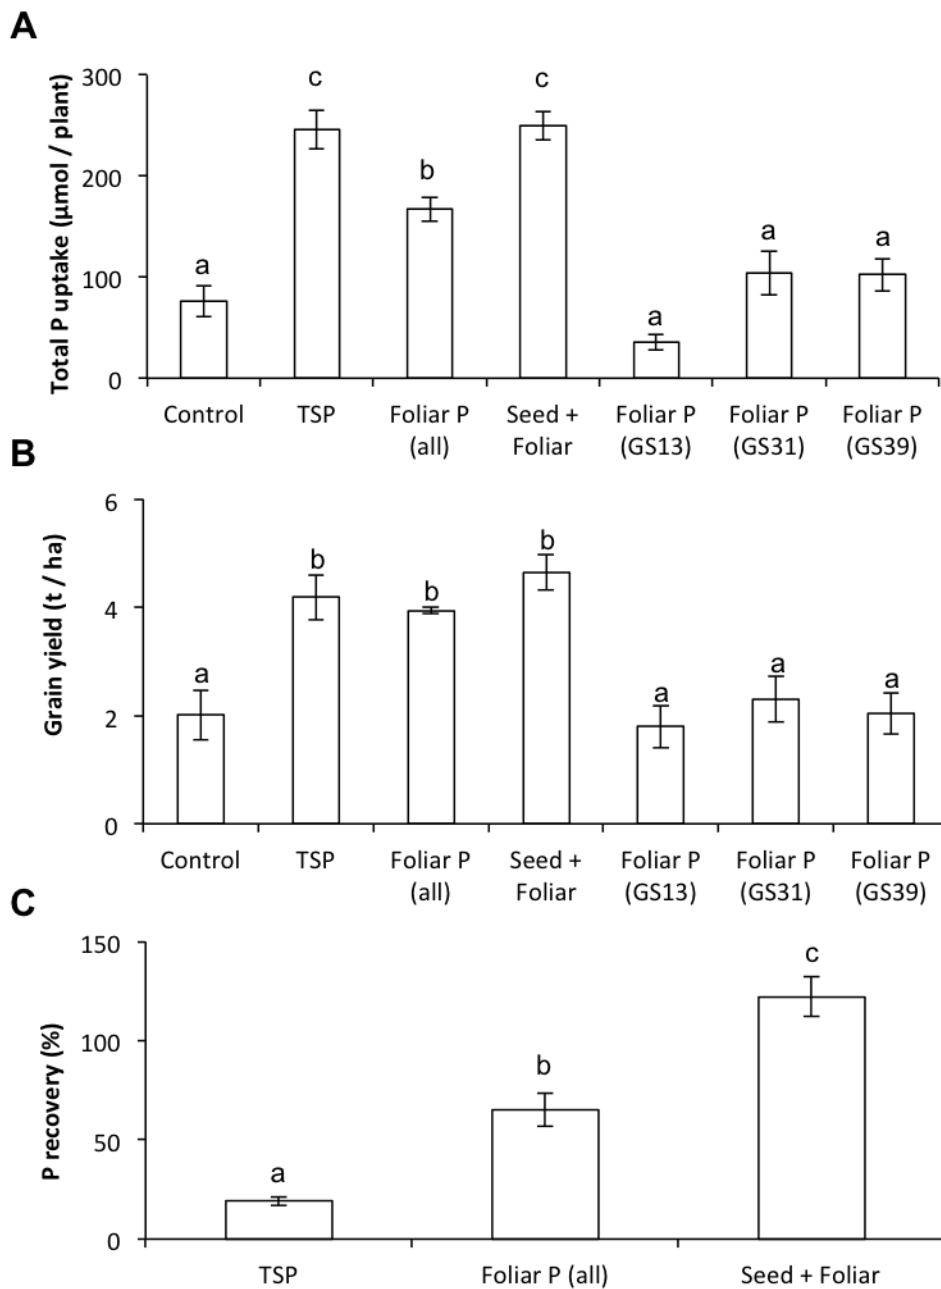 A
Total P uptake (µmol / plant)
300
200
100
0
a
c
b
c
a
a
a
Control
TSP
Foliar P
(all)
Seed +
Foliar
Foliar P
(GS13)
Foliar P
(GS31)
Foliar P
(GS39)
B
Grain yield (t / ha)
6
4
2
0
a
b
b
b
a
a
a
Control
TSP
Foliar P
(all)
Seed +
Foliar
Foliar P
(GS13)
Foliar P
(GS31)
Foliar P
(GS39)
C
P recovery (%)
150
100
50
0
a
b
c
TSP
Foliar P (all)
Seed + Foliar